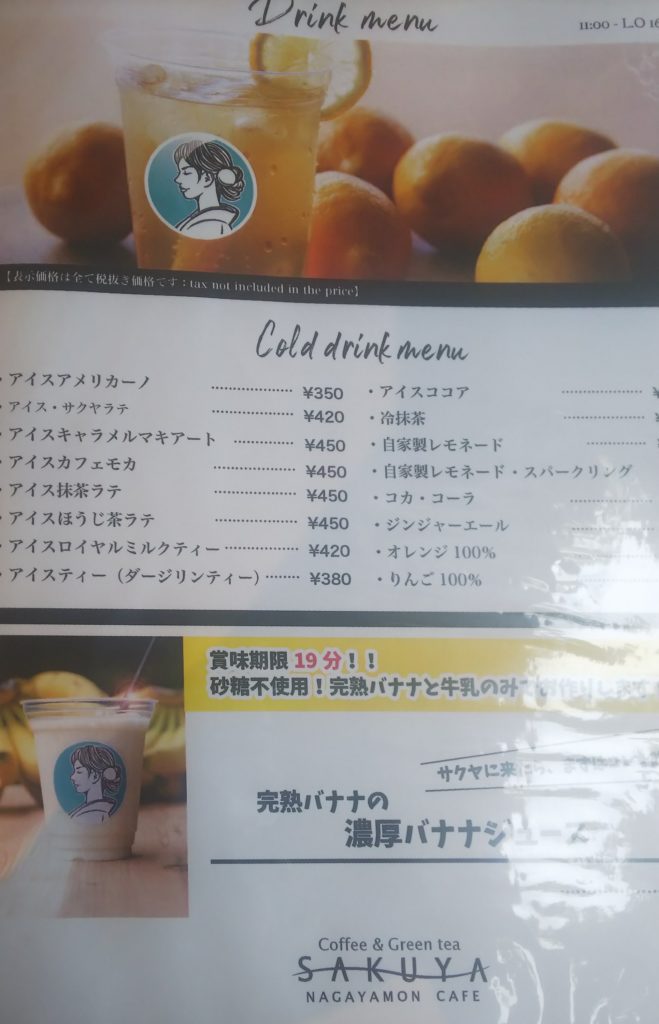 Drink menu
11:00 - L.O 16
【表示価格は全て税抜き価格です：tax not included in the price】
Cold drink menu
・アイスアメリカーノ ¥350
・アイス・サクヤラテ ¥420
・アイスキャラメルマキアート ¥450
・アイスカフェモカ ¥450
・アイス抹茶ラテ ¥450
・アイスほうじ茶ラテ ¥450
・アイスロイヤルミルクティー ¥420
・アイスティー（ダージリンティー） ¥380
・アイスココア
・冷抹茶
・自家製レモネード
・自家製レモネード・スパークリング
・コカ・コーラ
・ジンジャーエール
・オレンジ 100%
・りんご 100%
賞味期限 19 分！！
砂糖不使用！完熟バナナと牛乳のみでお作りします
サクヤに来たら、まずは
完熟バナナの
濃厚バナナジュース
Coffee & Green tea
SAKUYA
NAGAYAMON CAFE